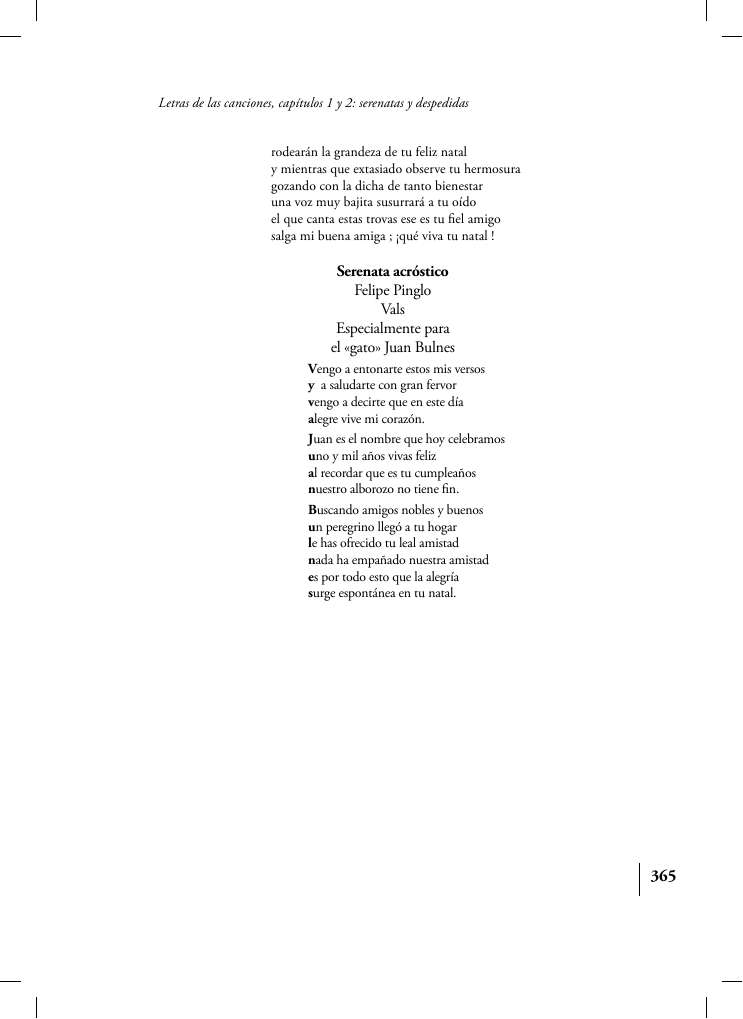 Letras de las canciones, capítulos 1 y 2: serenatas y despedidas
rodearán la grandeza de tu feliz natal
y mientras que extasiado observe tu hermosura
gozando con la dicha de tanto bienestar
una voz muy bajita susurrará a tu oído
el que canta estas trovas ese es tu fiel amigo
salga mi buena amiga ; ¡qué viva tu natal !
Serenata acróstico
Felipe Pinglo
Vals
Especialmente para
el «gato» Juan Bulnes
Vengo a entonarte estos mis versos
y  a saludarte con gran fervor
vengo a decirte que en este día
alegre vive mi corazón.
Juan es el nombre que hoy celebramos
uno y mil años vivas feliz
al recordar que es tu cumpleaños
nuestro alborozo no tiene fin.
Buscando amigos nobles y buenos
un peregrino llegó a tu hogar
le has ofrecido tu leal amistad
nada ha empañado nuestra amistad
es por todo esto que la alegría
surge espontánea en tu natal.
365